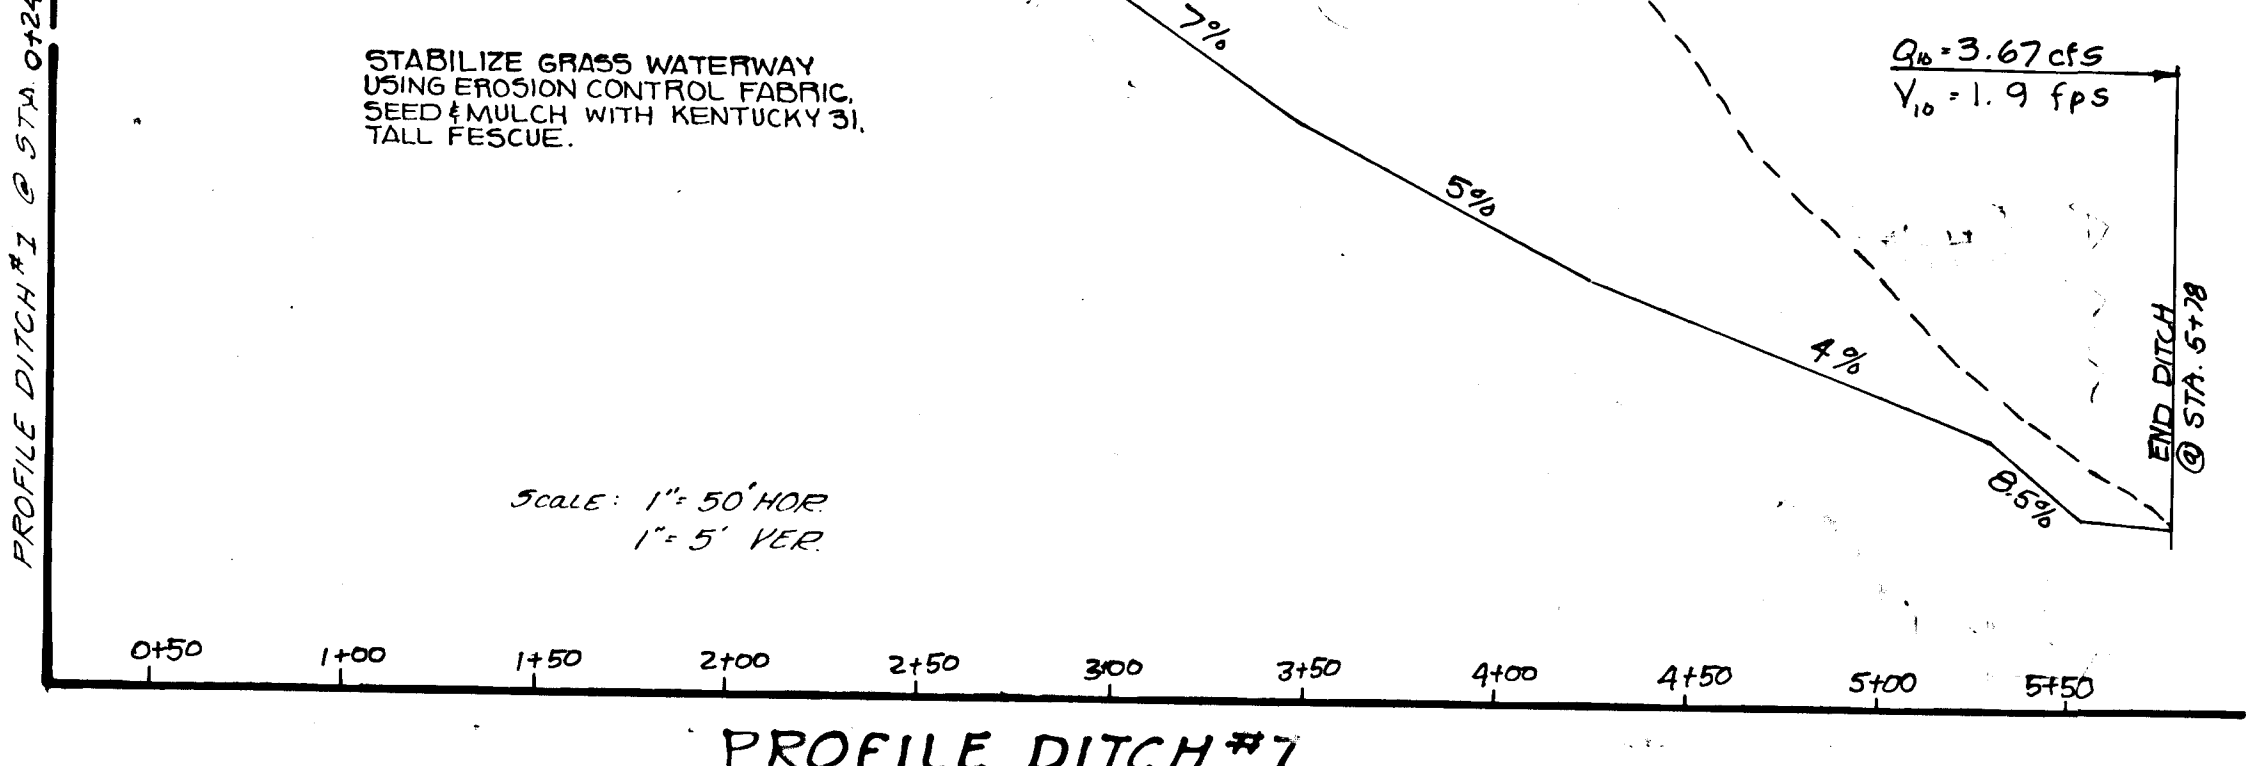 PROFILE DITCH #1 @ STA. 0+24
STABILIZE GRASS WATERWAY
USING EROSION CONTROL FABRIC,
SEED & MULCH WITH KENTUCKY 31,
TALL FESCUE.
7%
5%
4%
8.5%
Q10 = 3.67 cfs
V10 = 1.9 fps
END DITCH
@ STA. 5+78
SCALE: 1"= 50' HOR.
1"= 5' VER.
0+50 1+00 1+50 2+00 2+50 3+00 3+50 4+00 4+50 5+00 5+50
PROFILE DITCH #7